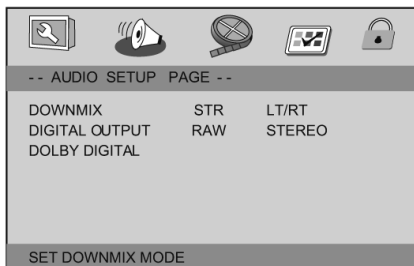 -- AUDIO SETUP PAGE --
DOWNMIX STR LT/RT
DIGITAL OUTPUT RAW STEREO
DOLBY DIGITAL
SET DOWNMIX MODE